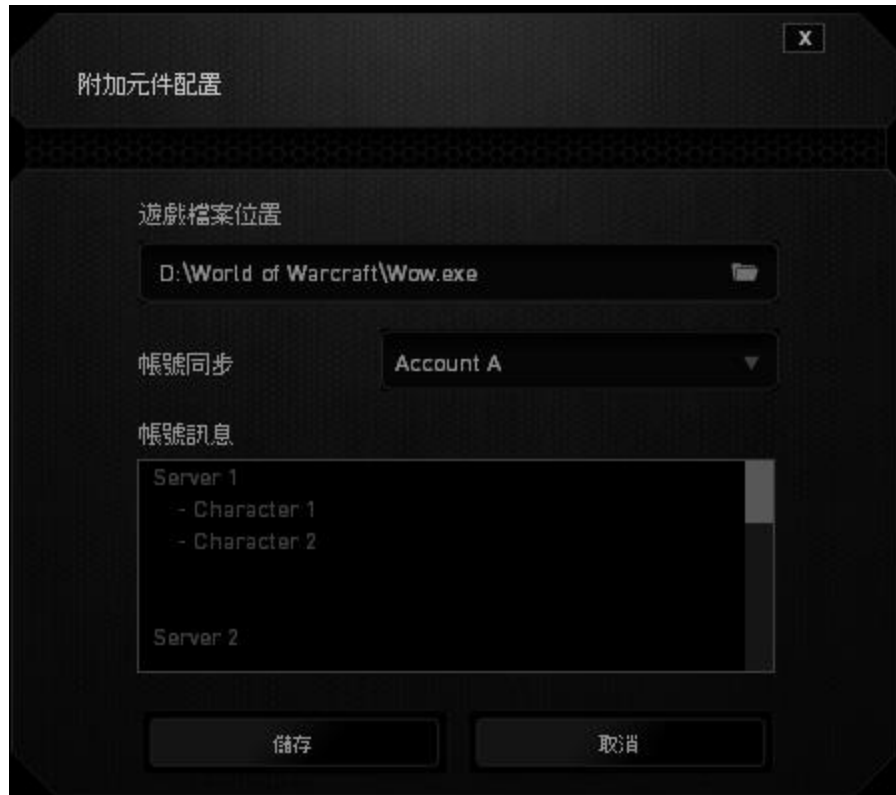 X
附加元件配置
遊戲檔案位置
D:\World of Warcraft\Wow.exe
帳號同步 Account A
帳號訊息
Server 1
- Character 1
- Character 2
Server 2
儲存 取消